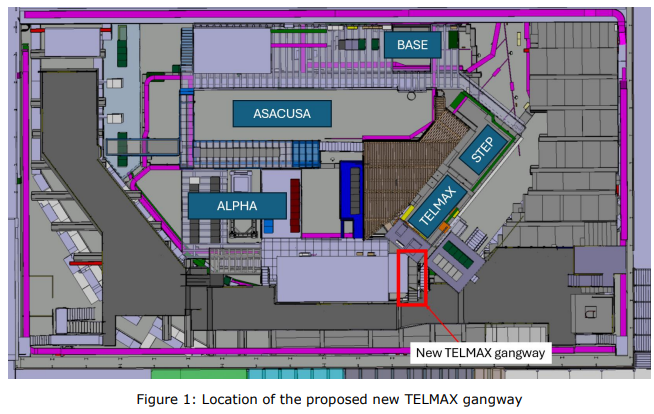 BASE
ASACUSA
STEP
TELMAX
ALPHA
New TELMAX gangway
Figure 1: Location of the proposed new TELMAX gangway